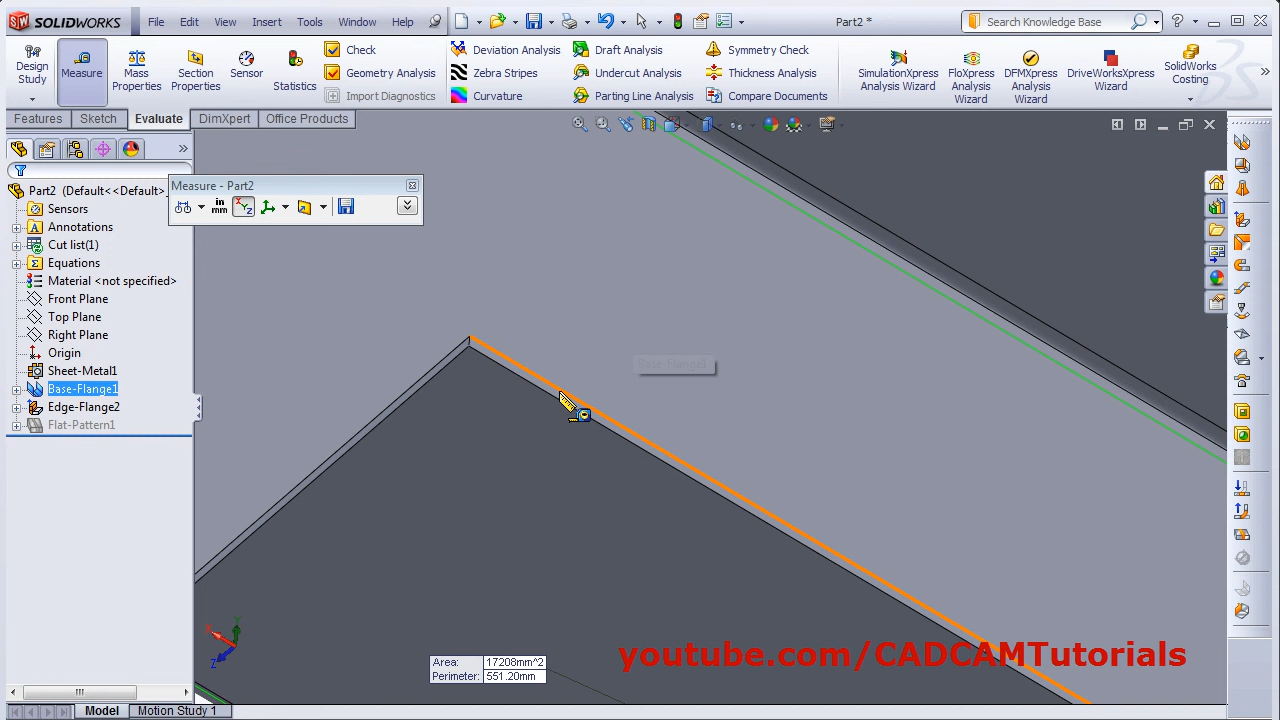 SOLIDWORKS
File
Edit
View
Insert
Tools
Window
Help
Part2 *
Search Knowledge Base
Design Study
Measure
Mass Properties
Section Properties
Sensor
Statistics
Check
Geometry Analysis
Import Diagnostics
Deviation Analysis
Zebra Stripes
Curvature
Draft Analysis
Undercut Analysis
Parting Line Analysis
Symmetry Check
Thickness Analysis
Compare Documents
SimulationXpress Analysis Wizard
FloXpress Analysis Wizard
DFMXpress Analysis Wizard
DriveWorksXpress Wizard
SolidWorks Costing
Features
Sketch
Evaluate
DimXpert
Office Products
Part2 (Default<<Default>_
Sensors
Annotations
Cut list(1)
Equations
Material <not specified>
Front Plane
Top Plane
Right Plane
Origin
Sheet-Metal1
Base-Flange1
Edge-Flange2
Flat-Pattern1
Measure - Part2
in
mm
Base-Flange1
Y
X
Z
Area: 17208mm^2
Perimeter: 551.20mm
youtube.com/CADCAMTutorials
Model
Motion Study 1